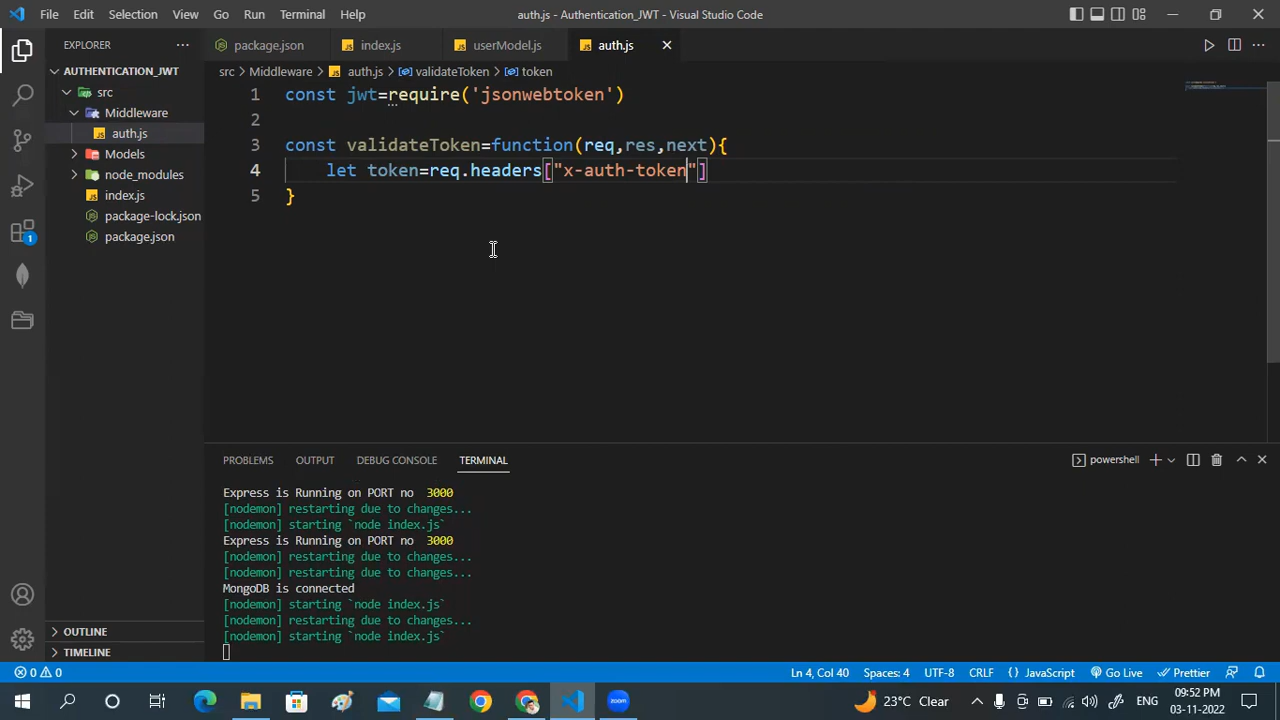 File Edit Selection View Go Run Terminal Help
auth.js - Authentication_JWT - Visual Studio Code
EXPLORER
package.json
index.js
userModel.js
auth.js
AUTHENTICATION_JWT
src
Middleware
auth.js
Models
node_modules
index.js
package-lock.json
package.json
src > Middleware > auth.js > validateToken > token
1 const jwt=require('jsonwebtoken')
2
3 const validateToken=function(req,res,next){
4 let token=req.headers["x-auth-token"]
5 }
1
PROBLEMS OUTPUT DEBUG CONSOLE TERMINAL
powershell
Express is Running on PORT no 3000
[nodemon] restarting due to changes...
[nodemon] starting `node index.js`
Express is Running on PORT no 3000
[nodemon] restarting due to changes...
[nodemon] restarting due to changes...
MongoDB is connected
[nodemon] starting `node index.js`
[nodemon] restarting due to changes...
[nodemon] starting `node index.js`
OUTLINE
TIMELINE
0 0
Ln 4, Col 40 Spaces: 4 UTF-8 CRLF {} JavaScript Go Live Prettier
23°C Clear
ENG
09:52 PM
03-11-2022